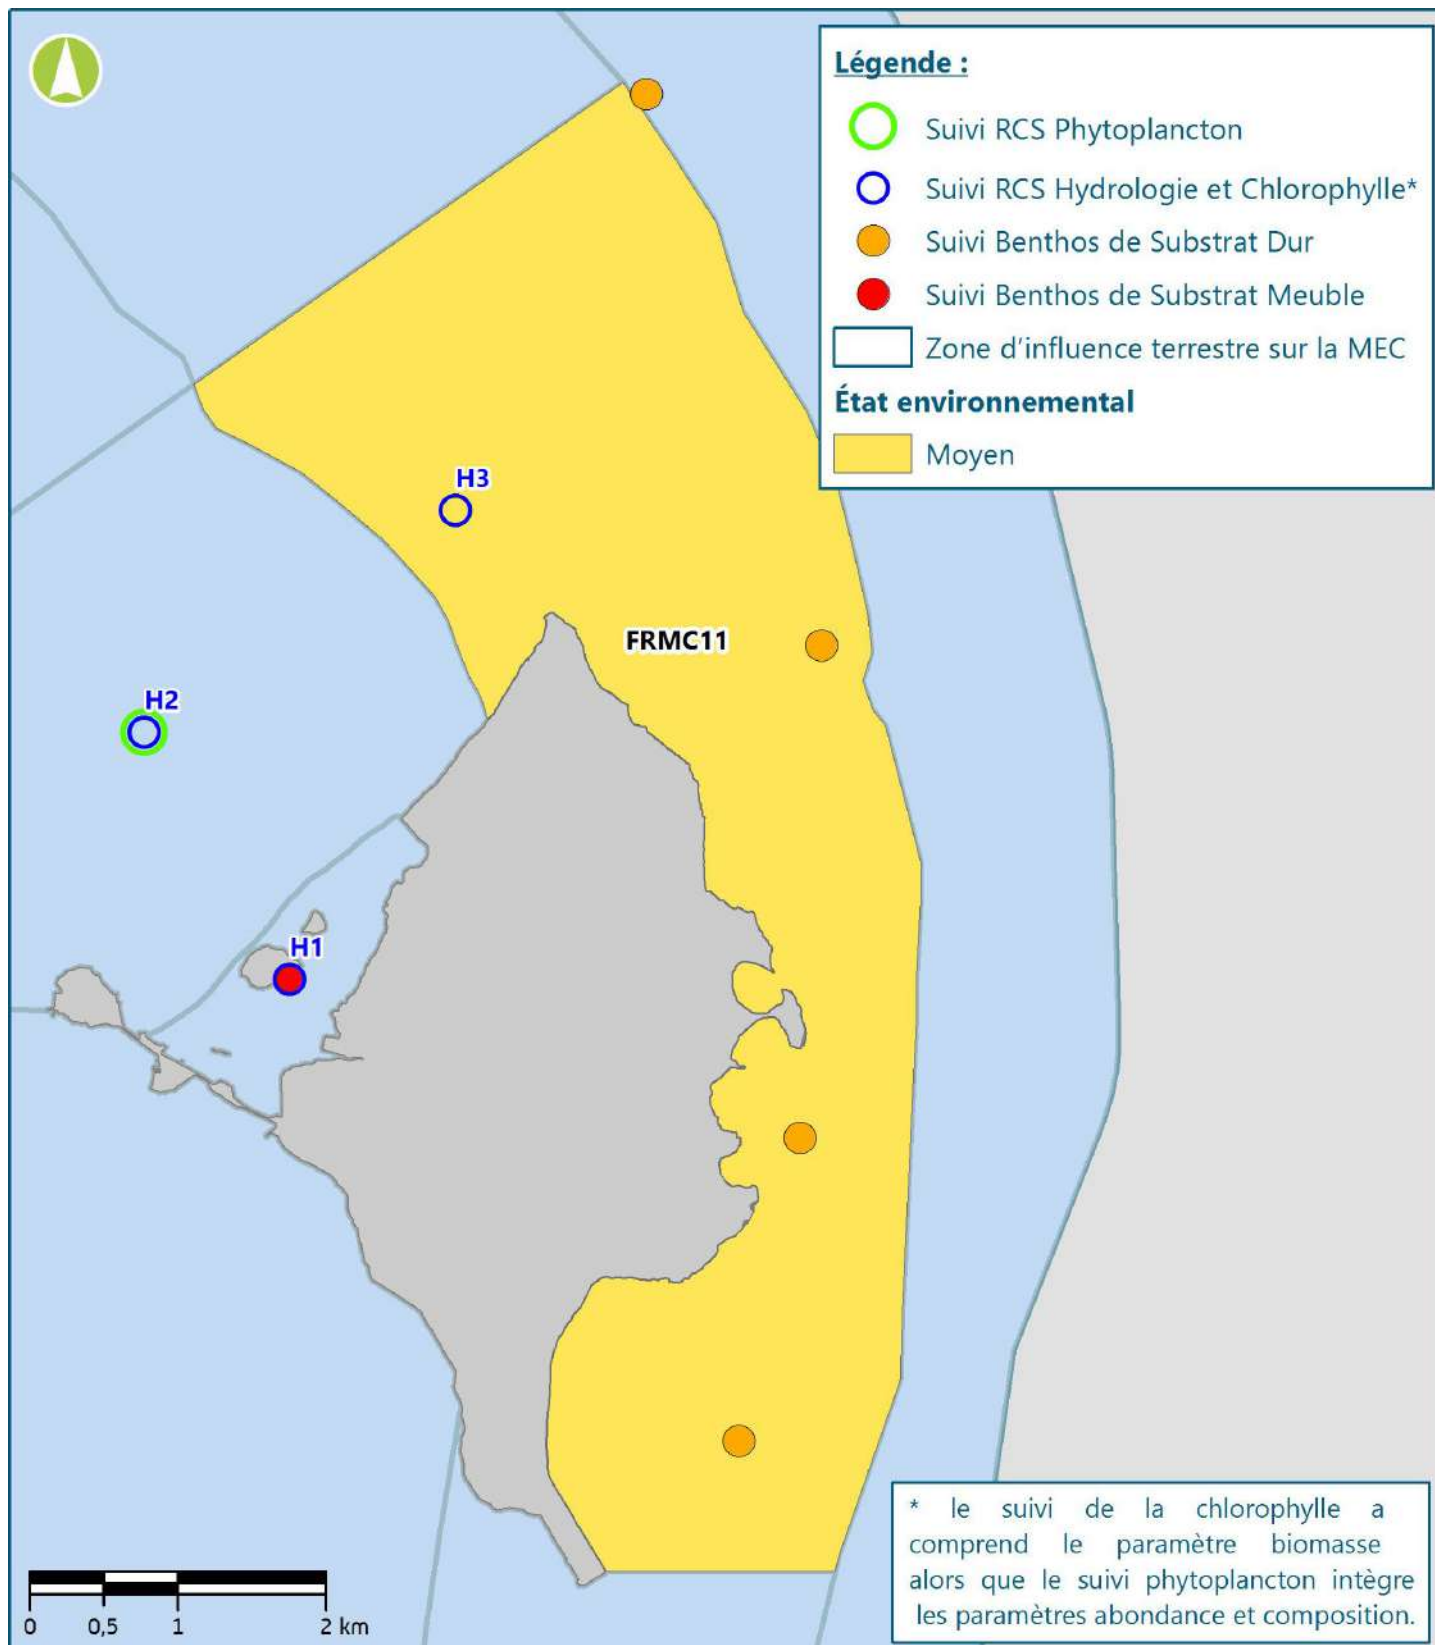 Légende :
Suivi RCS Phytoplancton
Suivi RCS Hydrologie et Chlorophylle*
Suivi Benthos de Substrat Dur
Suivi Benthos de Substrat Meuble
Zone d'influence terrestre sur la MEC
État environnemental
Moyen
H3
FRMC11
H2
H1
* le suivi de la chlorophylle a
comprend le paramètre biomasse
alors que le suivi phytoplancton intègre
les paramètres abondance et composition.
0 0,5 1 2 km